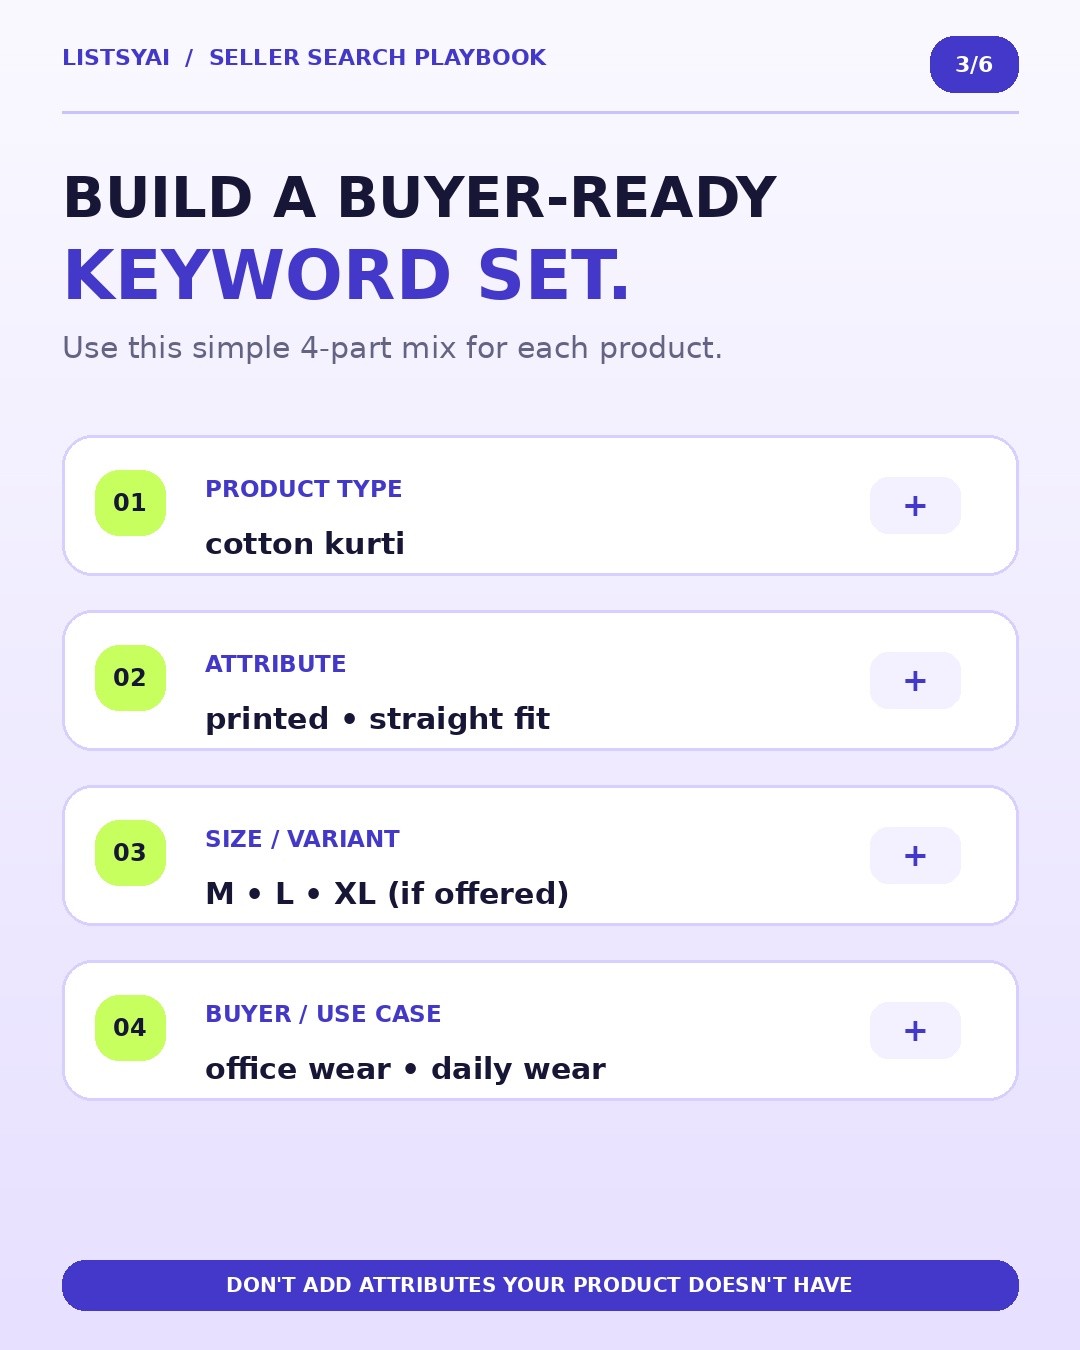 LISTSYAI / SELLER SEARCH PLAYBOOK
3/6
BUILD A BUYER-READY
KEYWORD SET.
Use this simple 4-part mix for each product.
01
PRODUCT TYPE
cotton kurti
+
02
ATTRIBUTE
printed • straight fit
+
03
SIZE / VARIANT
M • L • XL (if offered)
+
04
BUYER / USE CASE
office wear • daily wear
+
DON'T ADD ATTRIBUTES YOUR PRODUCT DOESN'T HAVE